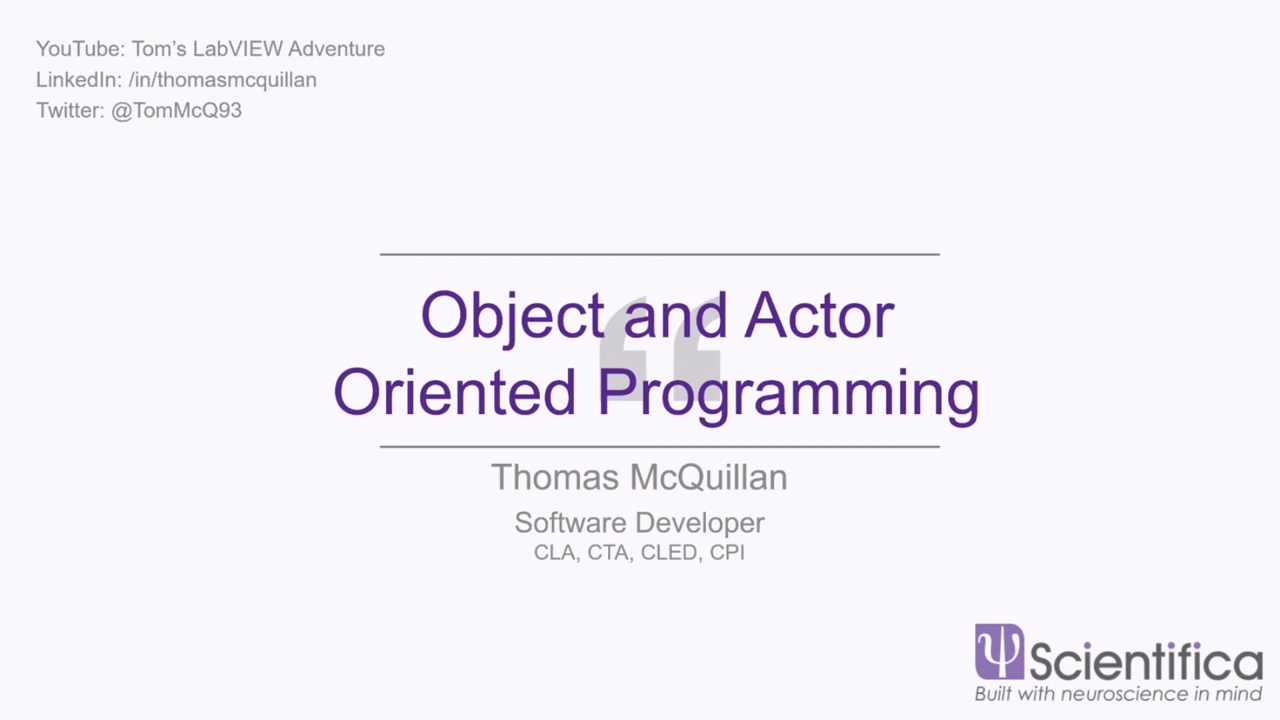 YouTube: Tom’s LabVIEW Adventure
LinkedIn: /in/thomasmcquillan
Twitter: @TomMcQ93
Object and Actor
Oriented Programming
Thomas McQuillan
Software Developer
CLA, CTA, CLED, CPI
Scientifica
Built with neuroscience in mind